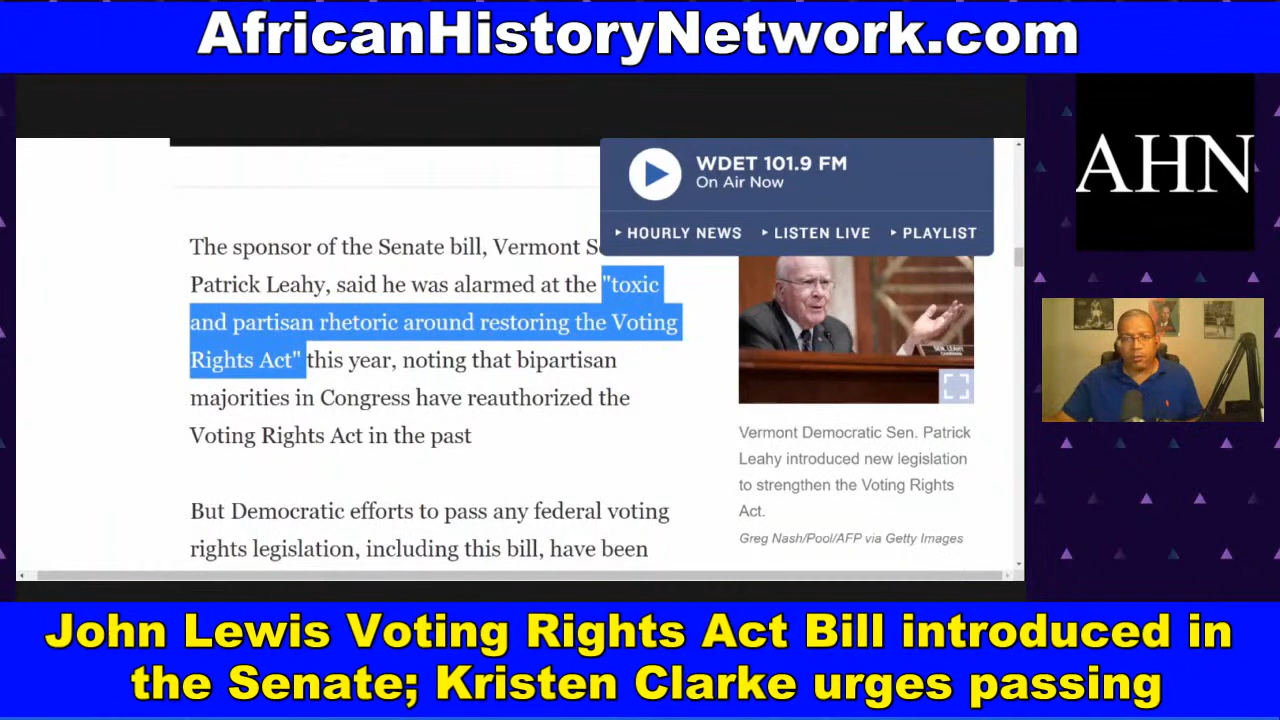 AfricanHistoryNetwork.com
AHN
WDET 101.9 FM
On Air Now
HOURLY NEWS
LISTEN LIVE
PLAYLIST
The sponsor of the Senate bill, Vermont
Patrick Leahy, said he was alarmed at the "toxic
and partisan rhetoric around restoring the Voting
Rights Act" this year, noting that bipartisan
majorities in Congress have reauthorized the
Voting Rights Act in the past
But Democratic efforts to pass any federal voting
rights legislation, including this bill, have been
Vermont Democratic Sen. Patrick
Leahy introduced new legislation
to strengthen the Voting Rights
Act.
Greg Nash/Pool/AFP via Getty Images
John Lewis Voting Rights Act Bill introduced in
the Senate; Kristen Clarke urges passing